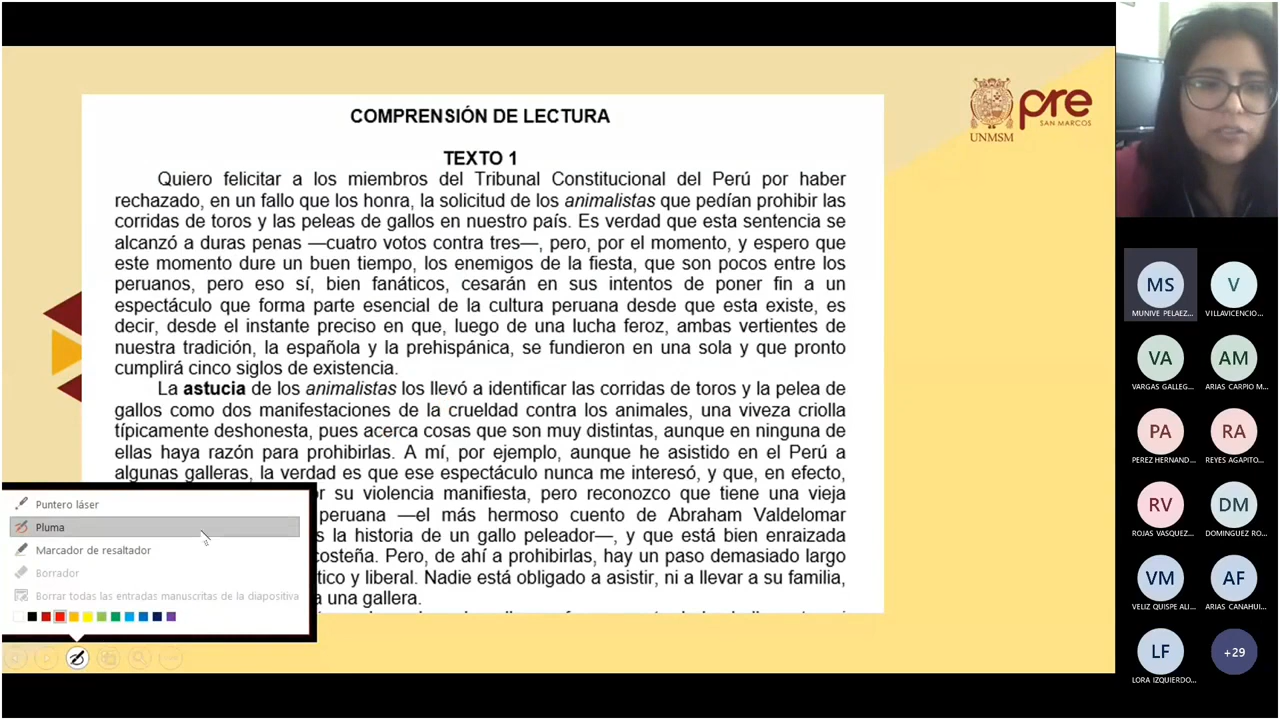 COMPRENSIÓN DE LECTURA
TEXTO 1
Quiero felicitar a los miembros del Tribunal Constitucional del Perú por haber
rechazado, en un fallo que los honra, la solicitud de los animalistas que pedían prohibir las
corridas de toros y las peleas de gallos en nuestro país. Es verdad que esta sentencia se
alcanzó a duras penas —cuatro votos contra tres—, pero, por el momento, y espero que
este momento dure un buen tiempo, los enemigos de la fiesta, que son pocos entre los
peruanos, pero eso sí, bien fanáticos, cesarán en sus intentos de poner fin a un
espectáculo que forma parte esencial de la cultura peruana desde que esta existe, es
decir, desde el instante preciso en que, luego de una lucha feroz, ambas vertientes de
nuestra tradición, la española y la prehispánica, se fundieron en una sola y que pronto
cumplirá cinco siglos de existencia.
La astucia de los animalistas los llevó a identificar las corridas de toros y la pelea de
gallos como dos manifestaciones de la crueldad contra los animales, una viveza criolla
típicamente deshonesta, pues acerca cosas que son muy distintas, aunque en ninguna de
ellas haya razón para prohibirlas. A mí, por ejemplo, aunque he asistido en el Perú a
algunas galleras, la verdad es que ese espectáculo nunca me interesó, y que, en efecto,
r su violencia manifiesta, pero reconozco que tiene una vieja
peruana —el más hermoso cuento de Abraham Valdelomar
s la historia de un gallo peleador—, y que está bien enraizada
costeña. Pero, de ahí a prohibirlas, hay un paso demasiado largo
tico y liberal. Nadie está obligado a asistir, ni a llevar a su familia,
a una gallera.
Puntero láser
Pluma
Marcador de resaltador
Borrador
Borrar todas las entradas manuscritas de la diapositiva
UNMSM
pre
SAN MARCOS
MS
MUNIVE PELAEZ...
V
VILLAVICENCIO...
VA
VARGAS GALLEG...
AM
ARIAS CARPIO M...
PA
PEREZ HERNAND...
RA
REYES AGAPITO...
RV
ROJAS VASQUEZ...
DM
DOMINGUEZ RO...
VM
VELIZ QUISPE ALI...
AF
ARIAS CANAHUI...
LF
LORA IZQUIERDO...
+29